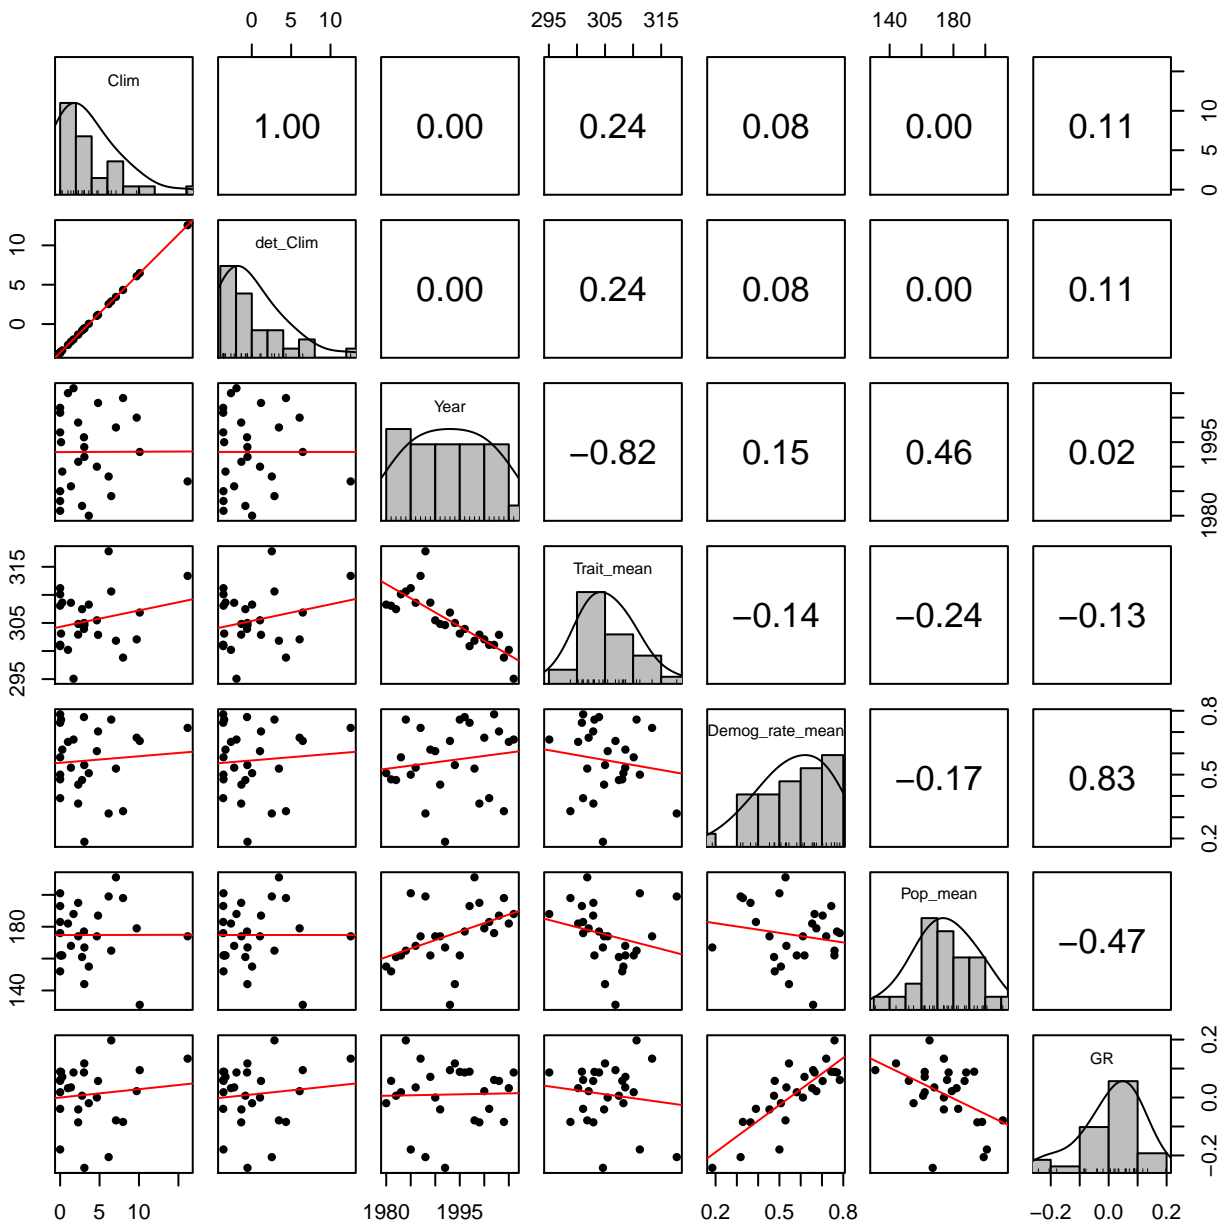 0 5 10 295 305 315 140 180
Clim 1.00 0.00 0.24 0.08 0.00 0.11 0 5 10
0 5 10 det_Clim 0.00 0.24 0.08 0.00 0.11
Year −0.82 0.15 0.46 0.02 1980 1995
295 305 315 Trait_mean −0.14 −0.24 −0.13
Demog_rate_mean −0.17 0.83 0.2 0.5 0.8
140 180 Pop_mean −0.47
GR −0.2 0.0 0.2
0 5 10 1980 1995 0.2 0.5 0.8 −0.2 0.0 0.2